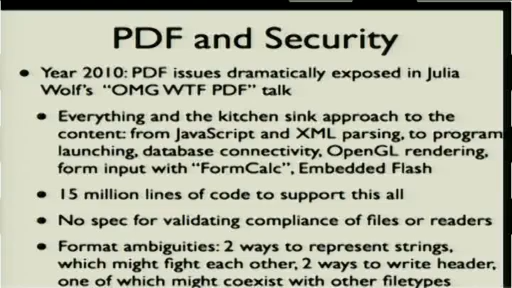 PDF and Security
• Year 2010: PDF issues dramatically exposed in Julia
Wolf's "OMG WTF PDF" talk
• Everything and the kitchen sink approach to the
content: from JavaScript and XML parsing, to program
launching, database connectivity, OpenGL rendering,
form input with "FormCalc", Embedded Flash
• 15 million lines of code to support this all
• No spec for validating compliance of files or readers
• Format ambiguities: 2 ways to represent strings,
which might fight each other, 2 ways to write header,
one of which might coexist with other filetypes